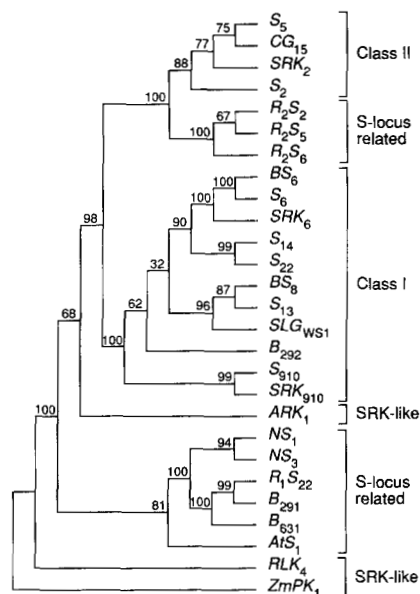 75 S5
77 CG15
88 SRK2
S2
Class II
100
67 R2S2
100 R2S5
R2S6
S-locus related
98
100 BS6
100 S6
SRK6
90
99 S14
S22
32
87 BS8
96 S13
SLGWS1
62
B292
100
99 S910
SRK910
Class I
68
ARK1
SRK-like
100
94 NS1
NS3
100
99 R1S22
100 B291
B631
81
AtS1
S-locus related
RLK4
ZmPK1
SRK-like